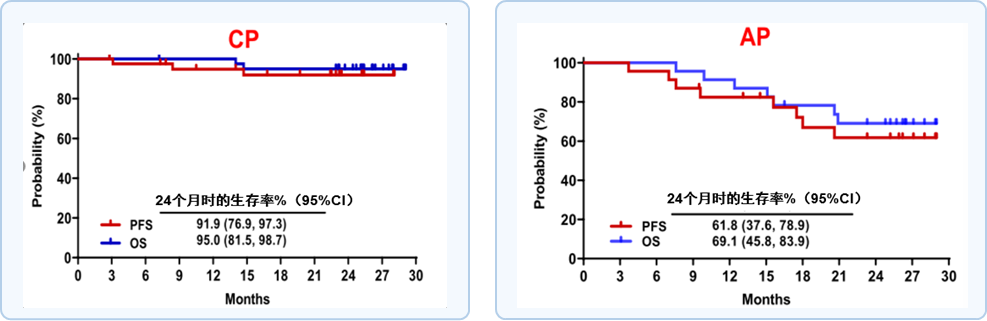 CP
100
80
60
40
20
0
Probability (%)
24个月时的生存率%（95%CI）
PFS 91.9 (76.9, 97.3)
OS 95.0 (81.5, 98.7)
0 3 6 9 12 15 18 21 24 27 30
Months
AP
100
80
60
40
20
0
Probability (%)
24个月时的生存率%（95%CI）
PFS 61.8 (37.6, 78.9)
OS 69.1 (45.8, 83.9)
0 3 6 9 12 15 18 21 24 27 30
Months